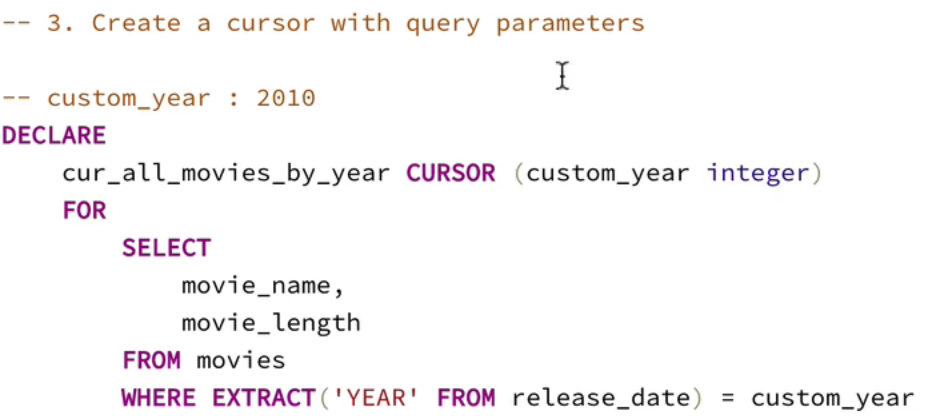 -- 3. Create a cursor with query parameters
-- custom_year : 2010
DECLARE
cur_all_movies_by_year CURSOR (custom_year integer)
FOR
SELECT
movie_name,
movie_length
FROM movies
WHERE EXTRACT('YEAR' FROM release_date) = custom_year